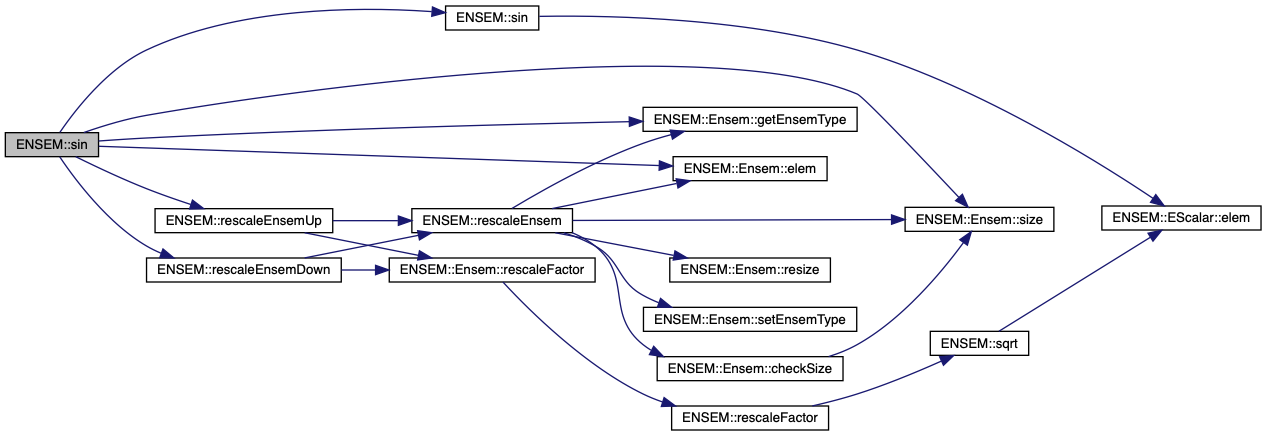 ENSEM::sin
ENSEM::sin
ENSEM::Ensem::getEnsemType
ENSEM::Ensem::elem
ENSEM::rescaleEnsemUp
ENSEM::rescaleEnsem
ENSEM::Ensem::size
ENSEM::EScalar::elem
ENSEM::rescaleEnsemDown
ENSEM::Ensem::rescaleFactor
ENSEM::Ensem::resize
ENSEM::Ensem::setEnsemType
ENSEM::sqrt
ENSEM::Ensem::checkSize
ENSEM::rescaleFactor